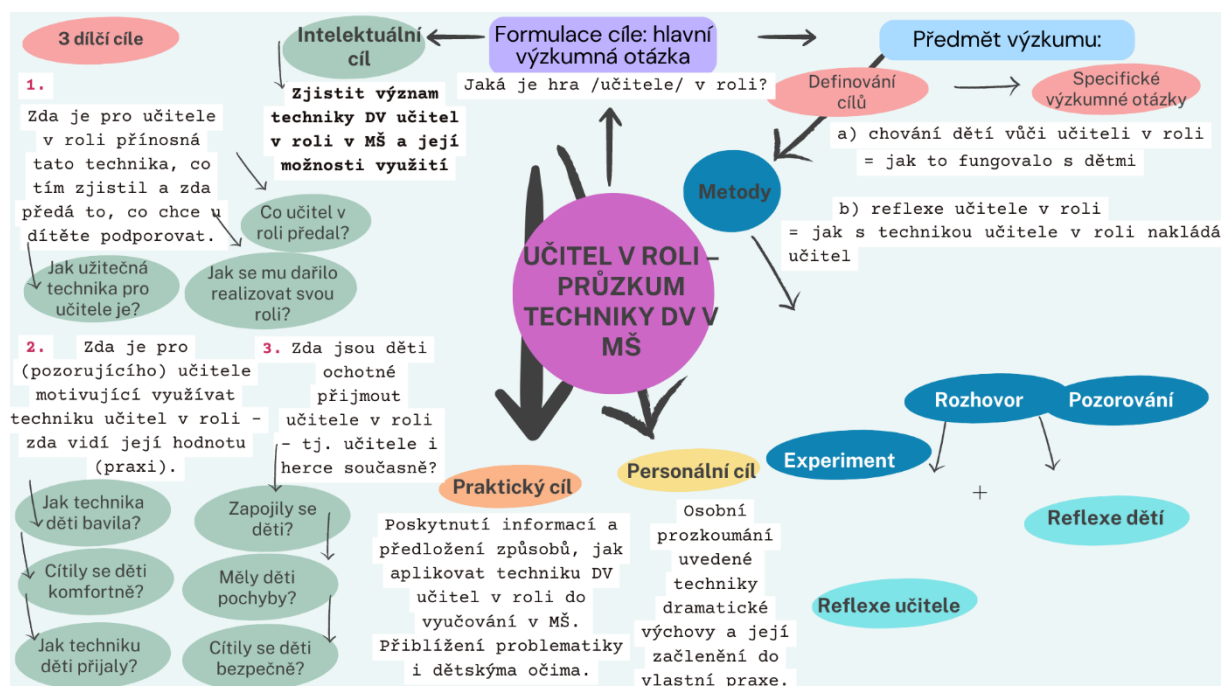 3 dílčí cíle
1.
Zda je pro učitele
v roli přínosná
tato technika, co
tím zjistil a zda
předá to, co chce u
dítěte podporovat.
Co učitel v
roli předal?
Jak užitečná
technika pro
učitele je?
Jak se mu dařilo
realizovat svou
roli?
2. Zda je pro
(pozorujícího) učitele
motivující využívat
techniku učitel v roli -
zda vidí její hodnotu
(praxi).
Jak technika
děti bavila?
Cítily se děti
komfortně?
Jak techniku
děti přijaly?
3. Zda jsou děti
ochotné
přijmout
učitele v roli
- tj. učitele i
herce současně?
Zapojily se
děti?
Měly děti
pochyby?
Cítily se děti
bezpečně?
Intelektuální
cíl
Zjistit význam
techniky DV učitel
v roli v MŠ a její
možnosti využití
Formulace cíle: hlavní
výzkumná otázka
Jaká je hra /učitele/ v roli?
UČITEL V ROLI –
PRŮZKUM
TECHNIKY DV V
MŠ
Praktický cíl
Poskytnutí informací a
předložení způsobů, jak
aplikovat techniku DV
učitel v roli do
vyučování v MŠ.
Přiblížení problematiky
i dětskýma očima.
Personální cíl
Osobní
prozkoumání
uvedené
techniky
dramatické
výchovy a její
začlenění do
vlastní praxe.
Předmět výzkumu:
Definování
cílů
Specifické
výzkumné otázky
a) chování dětí vůči učiteli v roli
= jak to fungovalo s dětmi
b) reflexe učitele v roli
= jak s technikou učitele v roli nakládá
učitel
Metody
Rozhovor
Pozorování
Experiment
+
Reflexe dětí
Reflexe učitele